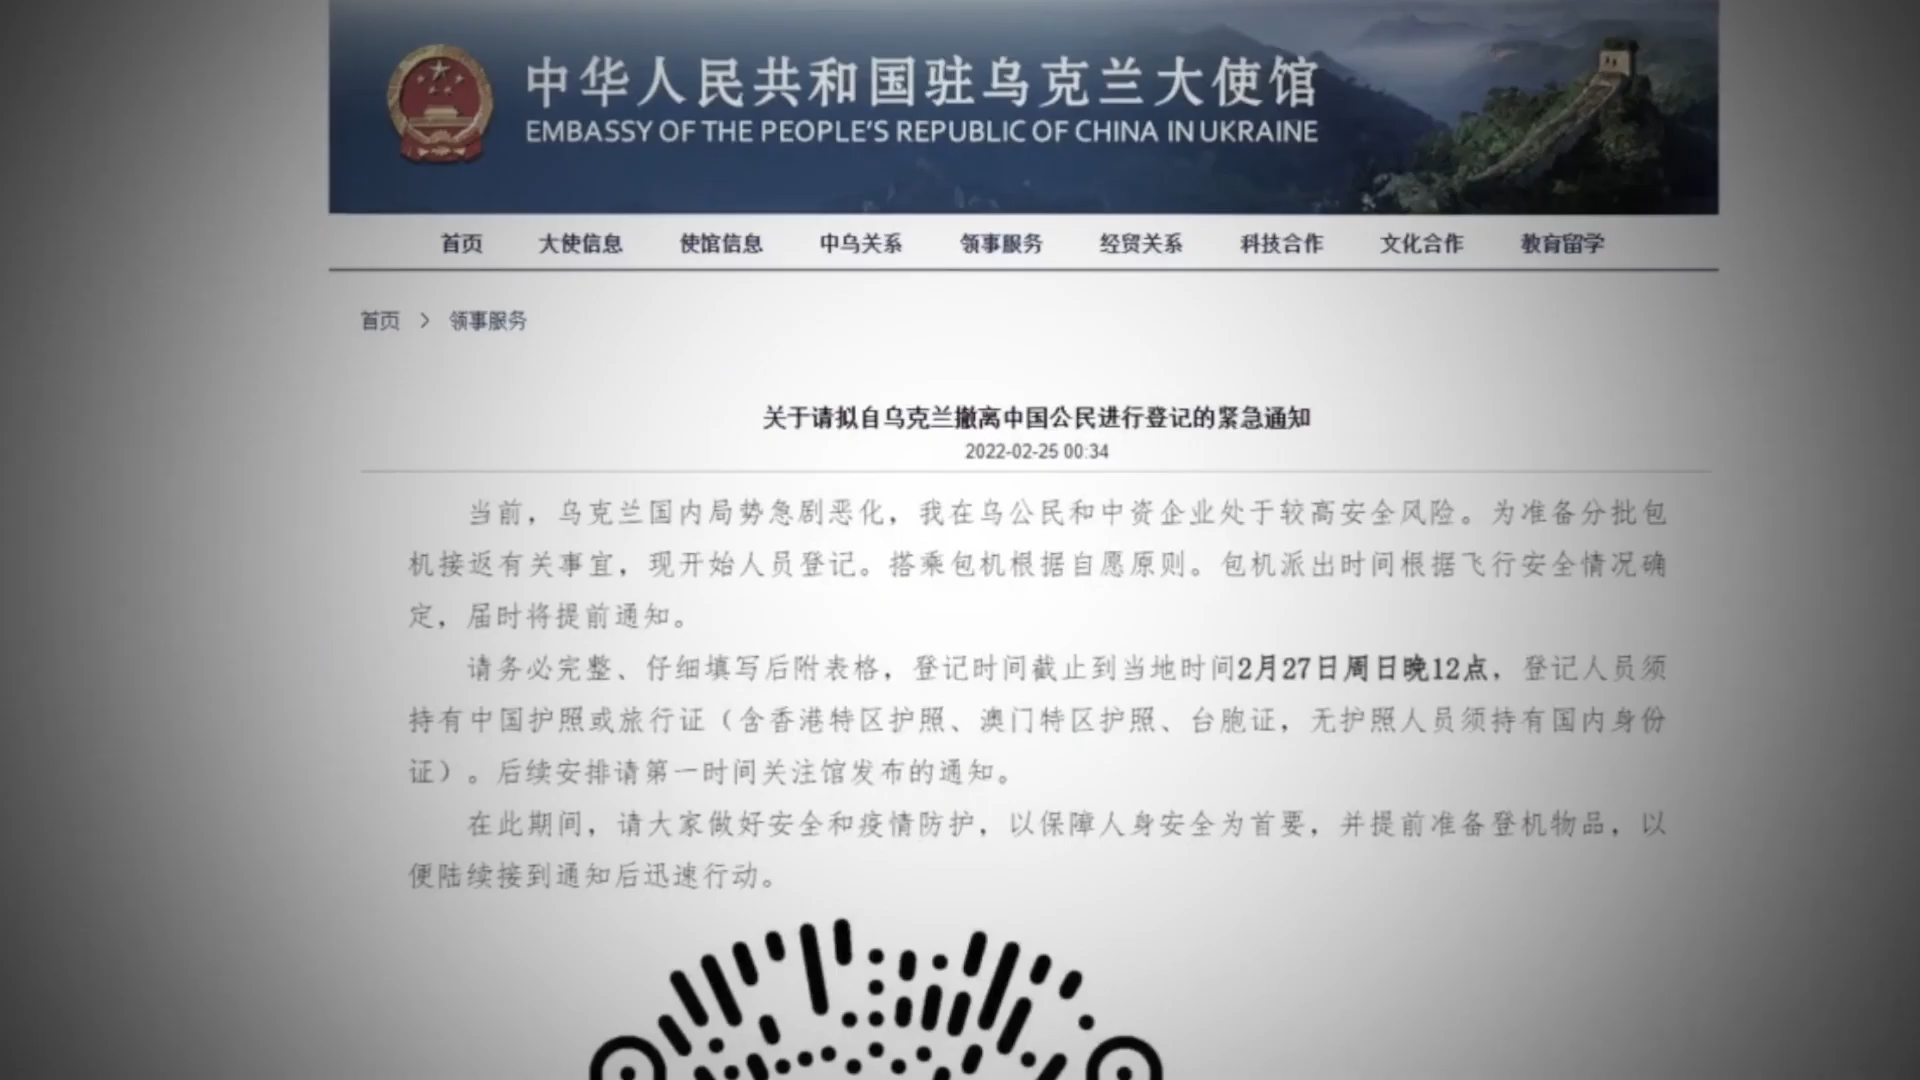 中华人民共和国驻乌克兰大使馆
EMBASSY OF THE PEOPLE'S REPUBLIC OF CHINA IN UKRAINE
首页 大使信息 使馆信息 中乌关系 领事服务 经贸关系 科技合作 文化合作 教育留学
首页 > 领事服务
关于请拟自乌克兰撤离中国公民进行登记的紧急通知
2022-02-25 00:34
当前，乌克兰国内局势急剧恶化，我在乌公民和中资企业处于较高安全风险。为准备分批包
机接返有关事宜，现开始人员登记。搭乘包机根据自愿原则。包机派出时间根据飞行安全情况确
定，届时将提前通知。
请务必完整、仔细填写后附表格，登记时间截止到当地时间2月27日周日晚12点，登记人员须
持有中国护照或旅行证（含香港特区护照、澳门特区护照、台胞证，无护照人员须持有国内身份
证）。后续安排请第一时间关注馆发布的通知。
在此期间，请大家做好安全和疫情防护，以保障人身安全为首要，并提前准备登机物品，以
便陆续接到通知后迅速行动。